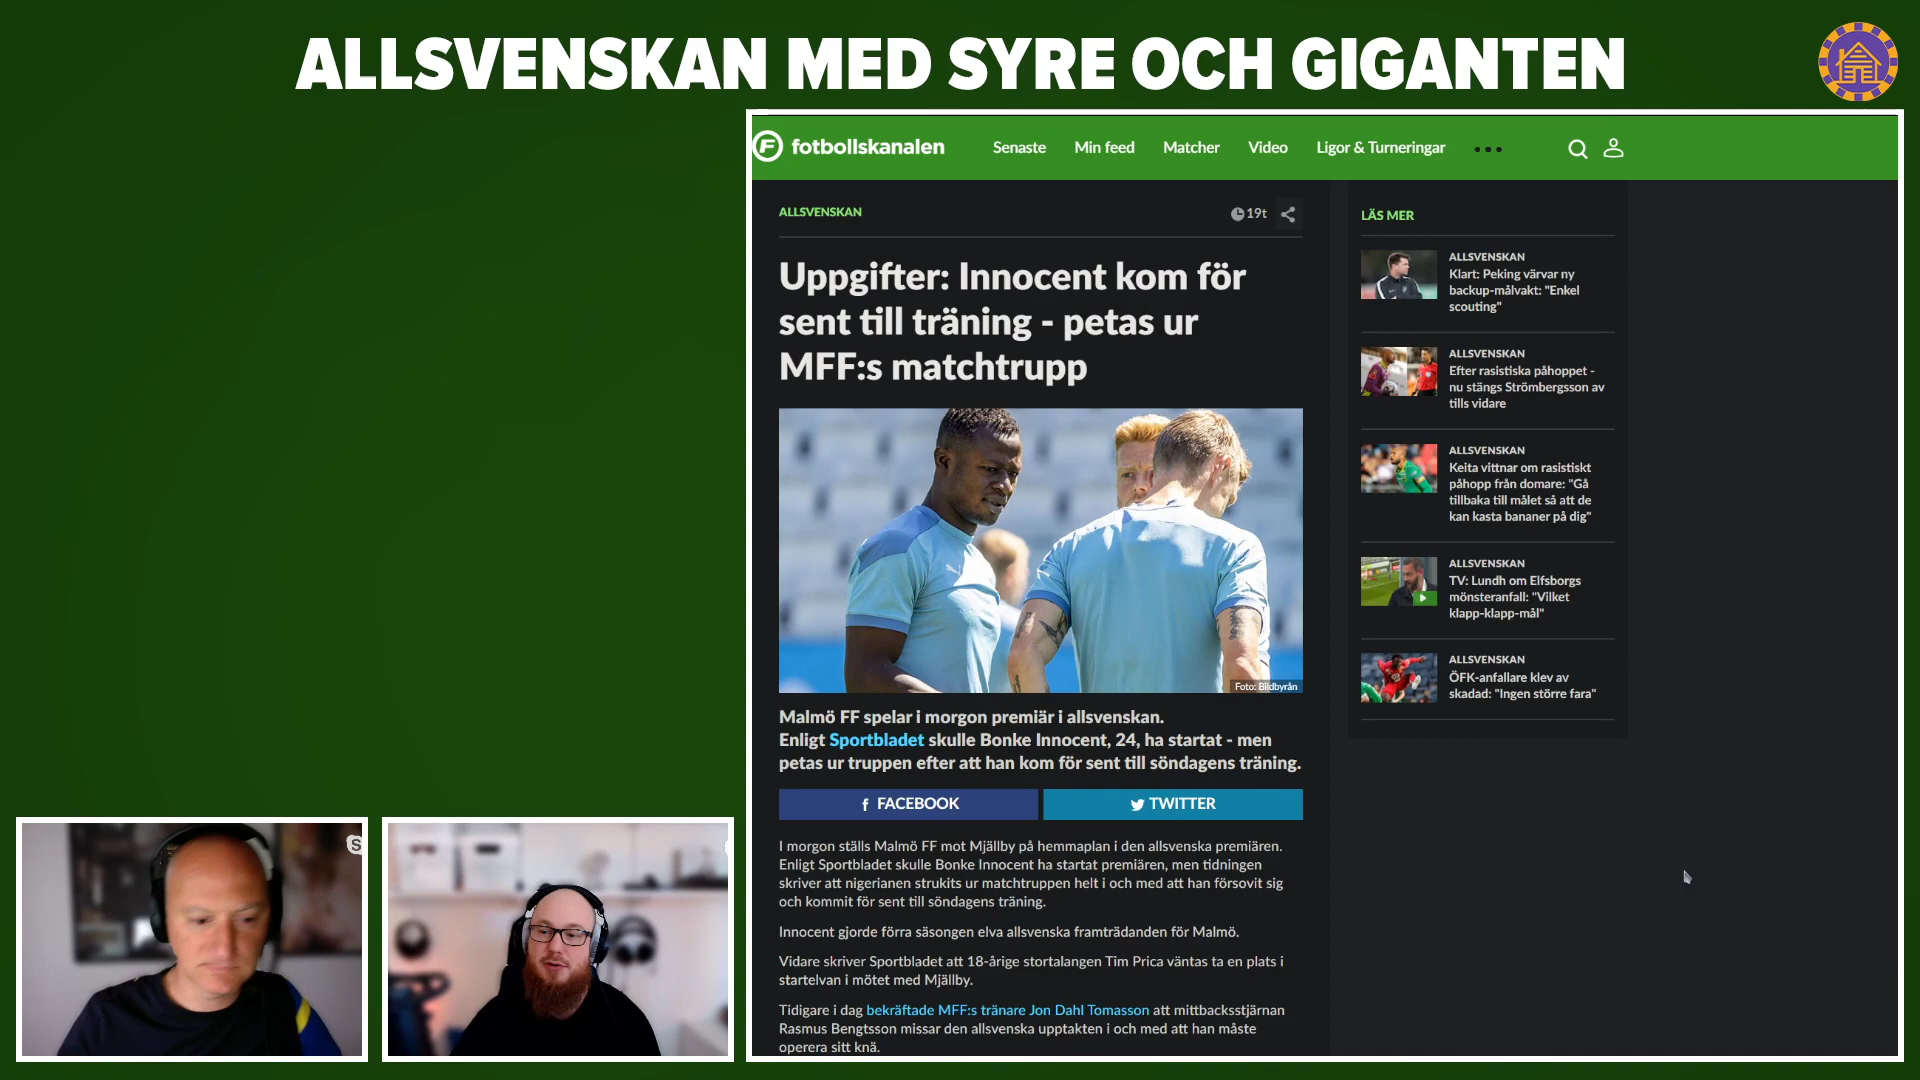 ALLSVENSKAN MED SYRE OCH GIGANTEN
fotbollskanalen
Senaste
Min feed
Matcher
Video
Ligor & Turneringar
ALLSVENSKAN
19t
Uppgifter: Innocent kom för
sent till träning - petas ur
MFF:s matchtrupp
Foto: Bildbyrån
Malmö FF spelar i morgon premiär i allsvenskan.
Enligt Sportbladet skulle Bonke Innocent, 24, ha startat - men
petas ur truppen efter att han kom för sent till söndagens träning.
FACEBOOK
TWITTER
I morgon ställs Malmö FF mot Mjällby på hemmaplan i den allsvenska premiären.
Enligt Sportbladet skulle Bonke Innocent ha startat premiären, men tidningen
skriver att nigerianen strukits ur matchtruppen helt i och med att han försovit sig
och kommit för sent till söndagens träning.
Innocent gjorde förra säsongen elva allsvenska framträdanden för Malmö.
Vidare skriver Sportbladet att 18-årige stortalangen Tim Prica väntas ta en plats i
startelvan i mötet med Mjällby.
Tidigare i dag bekräftade MFF:s tränare Jon Dahl Tomasson att mittbacksstjärnan
Rasmus Bengtsson missar den allsvenska upptakten i och med att han måste
operera sitt knä.
LÄS MER
ALLSVENSKAN
Klart: Peking värvar ny
backup-målvakt: "Enkel
scouting"
ALLSVENSKAN
Efter rasistiska påhoppet -
nu stängs Strömbergsson av
tills vidare
ALLSVENSKAN
Keita vittnar om rasistiskt
påhopp från domare: "Gå
tillbaka till målet så att de
kan kasta bananer på dig"
ALLSVENSKAN
TV: Lundh om Elfsborgs
mönsteranfall: "Vilket
klapp-klapp-mål"
ALLSVENSKAN
ÖFK-anfallare klev av
skadad: "Ingen större fara"